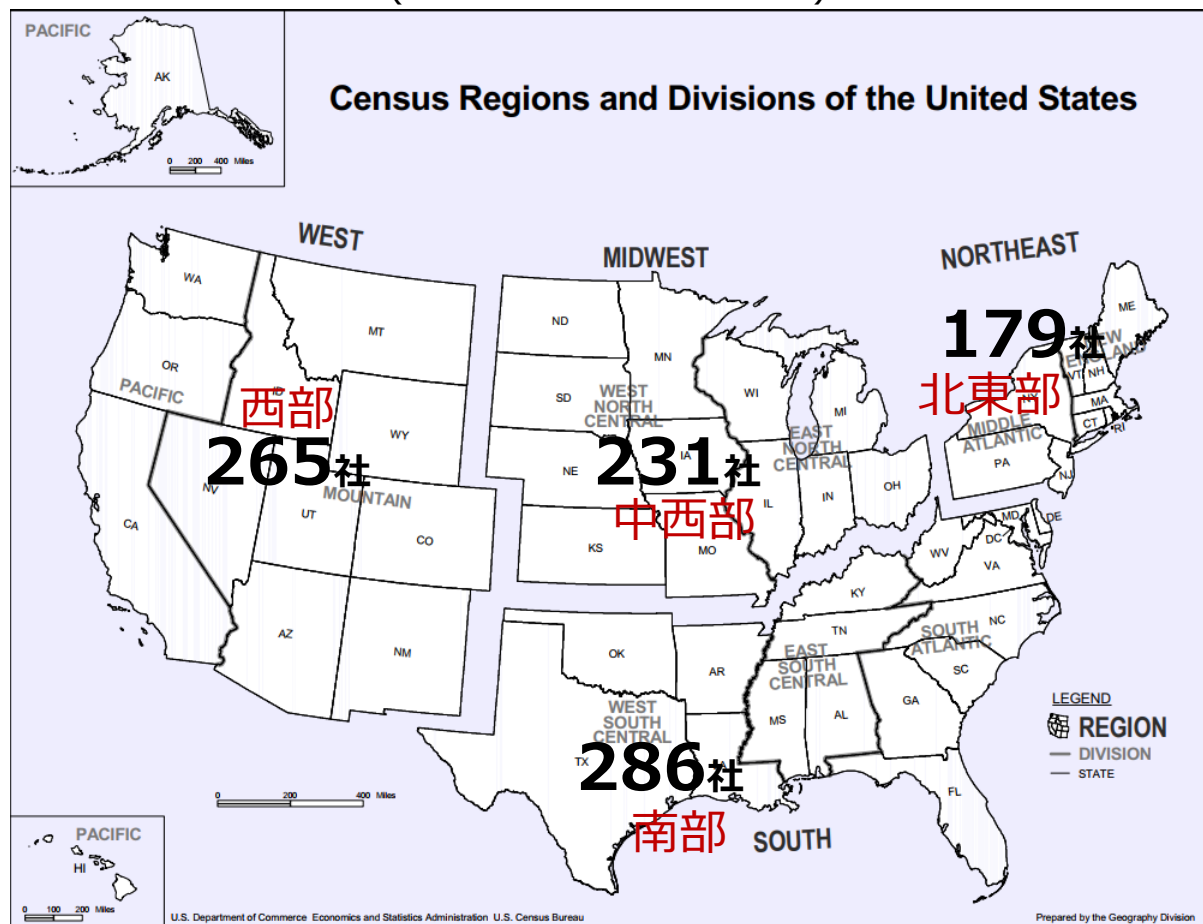 PACIFIC
AK
0 200 400 Miles
Census Regions and Divisions of the United States
WEST
MIDWEST
NORTHEAST
WA
MT
ND
MN
ME
OR
PACIFIC
ID
西部
265社
WY
SD
WEST
NORTH
CENTRAL
WI
MI
179社
NEW
ENGLAND
VT
NH
北東部
NY
MA
CT
RI
MIDDLE
ATLANTIC
PA
NJ
NE
IA
231社
中西部
EAST
NORTH
CENTRAL
IL
IN
OH
CA
NV
UT
MOUNTAIN
CO
KS
MO
WV
MD
DE
DC
VA
KY
AZ
NM
OK
AR
TN
NC
SOUTH
ATLANTIC
SC
EAST
SOUTH
CENTRAL
MS
AL
GA
WEST
SOUTH
CENTRAL
TX
286社
南部
SOUTH
FL
LEGEND
REGION
DIVISION
STATE
0 200 400 Miles
PACIFIC
HI
0 100 200 Miles
U.S. Department of Commerce Economics and Statistics Administration U.S. Census Bureau
Prepared by the Geography Division